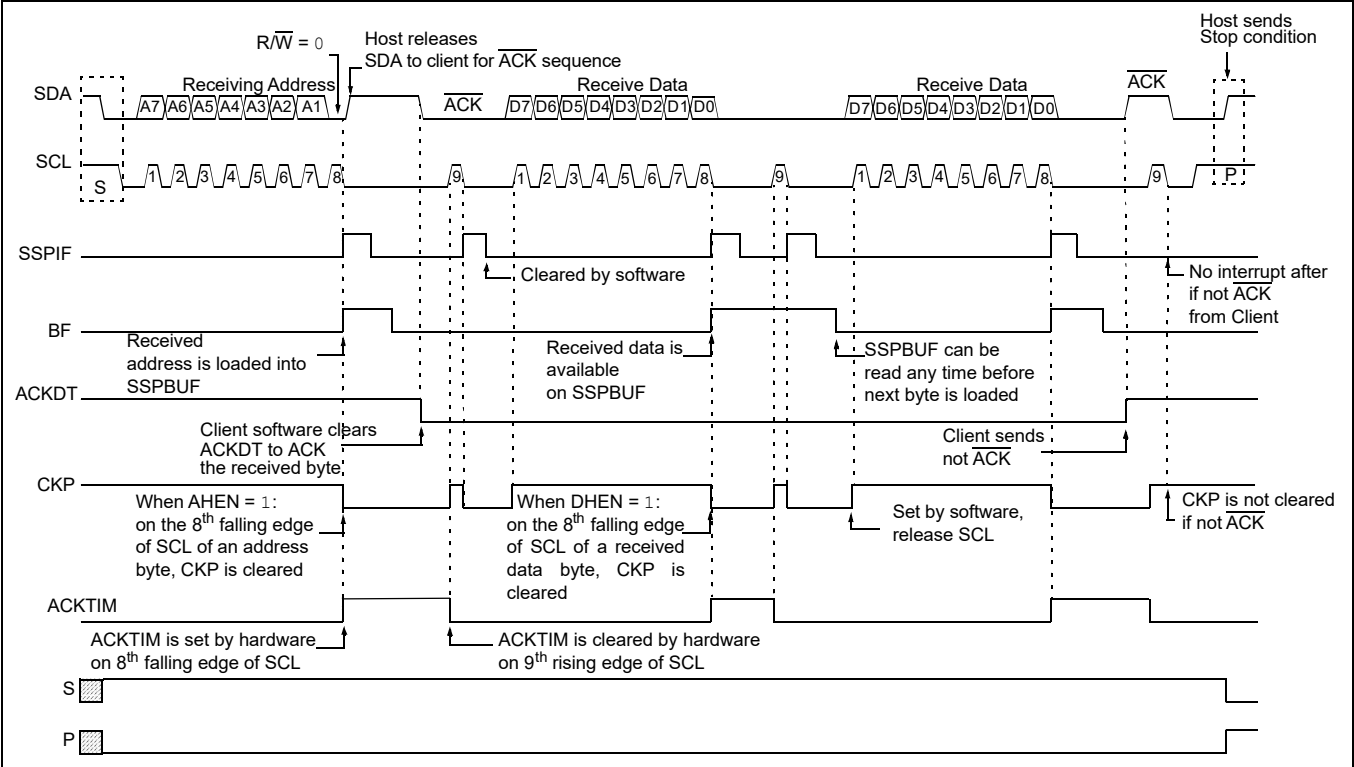 Host sends
Stop condition
R/W̅ = 0
Host releases
SDA to client for A̅C̅K̅ sequence
SDA
Receiving Address
A7 A6 A5 A4 A3 A2 A1
A̅C̅K̅
Receive Data
D7 D6 D5 D4 D3 D2 D1 D0
Receive Data
D7 D6 D5 D4 D3 D2 D1 D0
A̅C̅K̅
SCL
S
1 2 3 4 5 6 7 8
9
1 2 3 4 5 6 7 8
9
1 2 3 4 5 6 7 8
9
P
SSPIF
Cleared by software
No interrupt after
if not A̅C̅K̅
from Client
BF
Received
address is loaded into
SSPBUF
Received data is
available
on SSPBUF
SSPBUF can be
read any time before
next byte is loaded
ACKDT
Client software clears
ACKDT to ACK
the received byte
Client sends
not A̅C̅K̅
CKP
When AHEN = 1:
on the 8th falling edge
of SCL of an address
byte, CKP is cleared
When DHEN = 1:
on the 8th falling edge
of SCL of a received
data byte, CKP is
cleared
Set by software,
release SCL
CKP is not cleared
if not A̅C̅K̅
ACKTIM
ACKTIM is set by hardware
on 8th falling edge of SCL
ACKTIM is cleared by hardware
on 9th rising edge of SCL
S
P